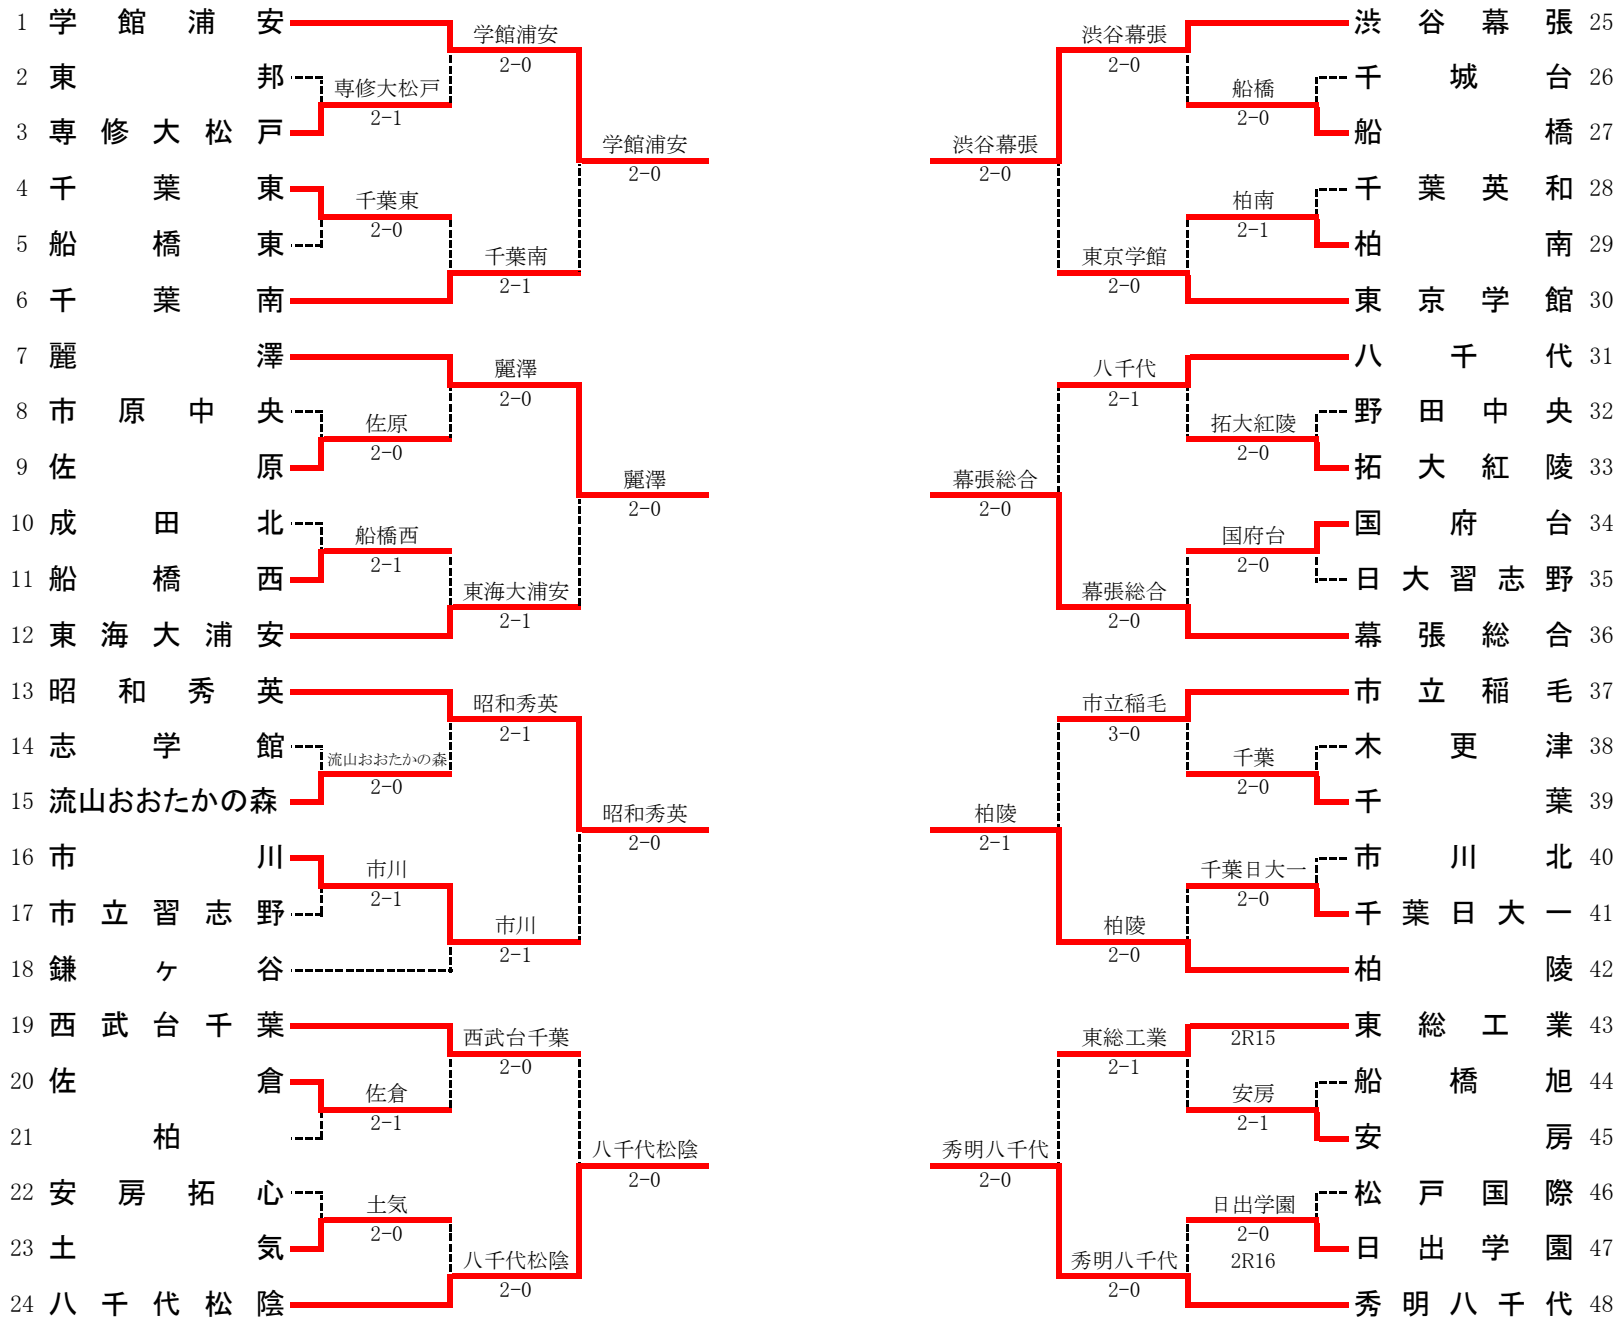 1 学館浦安
2 東邦
3 専修大松戸
4 千葉東
5 船橋東
6 千葉南
7 麗澤
8 市原中央
9 佐原
10 成田北
11 船橋西
12 東海大浦安
13 昭和秀英
14 志学館
15 流山おおたかの森
16 市川
17 市立習志野
18 鎌ヶ谷
19 西武台千葉
20 佐倉
21 柏
22 安房拓心
23 土気
24 八千代松陰
専修大松戸
2-1
千葉東
2-0
佐原
2-0
船橋西
2-1
流山おおたかの森
2-0
市川
2-1
佐倉
2-1
土気
2-0
学館浦安
2-0
千葉南
2-1
麗澤
2-0
東海大浦安
2-1
昭和秀英
2-1
市川
2-1
西武台千葉
2-0
八千代松陰
2-0
学館浦安
2-0
麗澤
2-0
昭和秀英
2-0
八千代松陰
2-0
渋谷幕張
2-0
幕張総合
2-0
柏陵
2-1
秀明八千代
2-0
渋谷幕張
2-0
東京学館
2-0
八千代
2-1
幕張総合
2-0
市立稲毛
3-0
柏陵
2-0
東総工業
2-1
秀明八千代
2-0
船橋
2-0
柏南
2-1
拓大紅陵
2-0
国府台
2-0
千葉
2-0
千葉日大一
2-0
2R15
安房
2-1
日出学園
2-0
2R16
渋谷幕張 25
千城台 26
船橋 27
千葉英和 28
柏南 29
東京学館 30
八千代 31
野田中央 32
拓大紅陵 33
国府台 34
日大習志野 35
幕張総合 36
市立稲毛 37
木更津 38
千葉 39
市川北 40
千葉日大一 41
柏陵 42
東総工業 43
船橋旭 44
安房 45
松戸国際 46
日出学園 47
秀明八千代 48